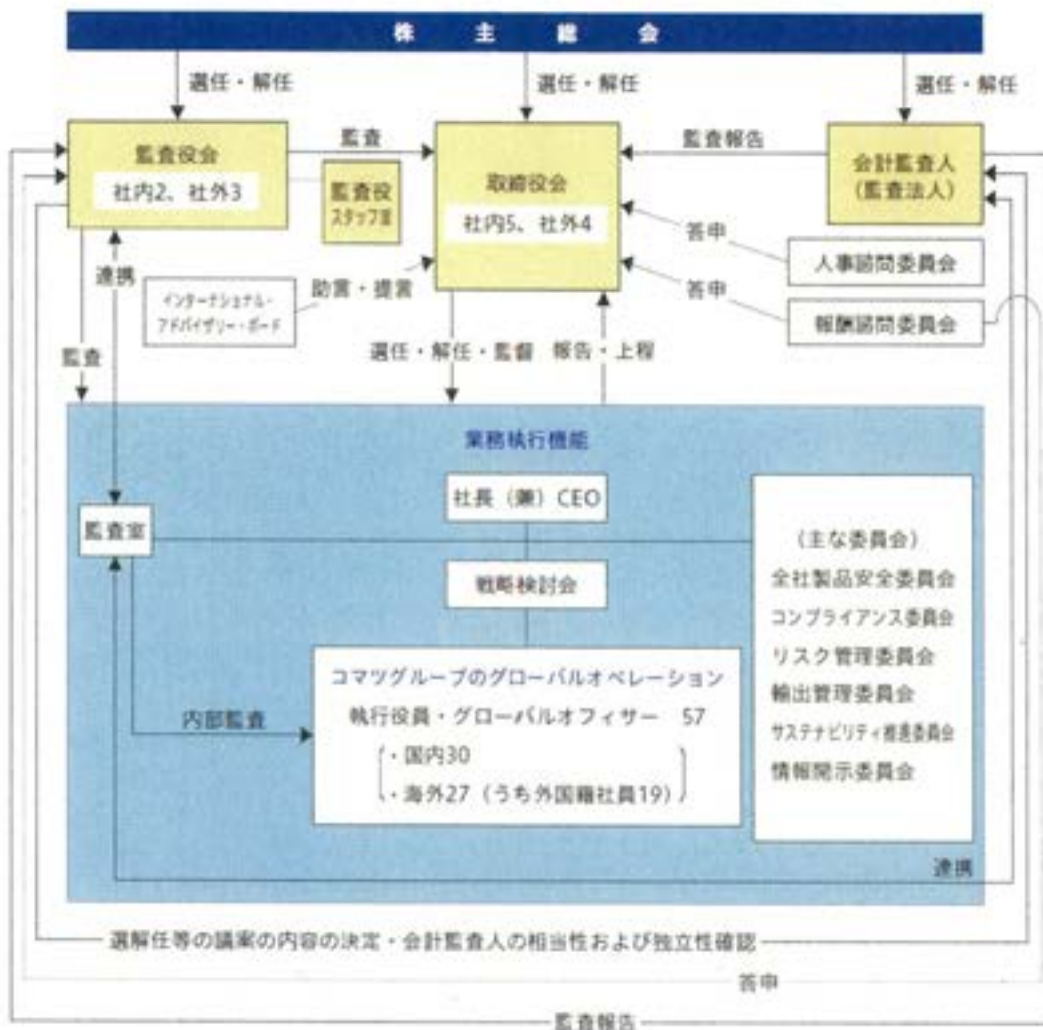 株主総会
選任・解任
選任・解任
選任・解任
監査役会
社内2、社外3
監査
監査役
スタッフ室
取締役会
社内5、社外4
監査報告
会計監査人
(監査法人)
答申
人事諮問委員会
答申
報酬諮問委員会
連携
インターナショナル・
アドバイザリー・ボード
助言・提言
監査
選任・解任・監督
報告・上程
業務執行機能
社長（兼）CEO
監査室
戦略検討会
（主な委員会）
全社製品安全委員会
コンプライアンス委員会
リスク管理委員会
輸出管理委員会
サステナビリティ推進委員会
情報開示委員会
コマツグループのグローバルオペレーション
執行役員・グローバルオフィサー 57
・国内30
・海外27（うち外国籍社員19）
内部監査
連携
選解任等の議案の内容の決定・会計監査人の相当性および独立性確認
答申
監査報告